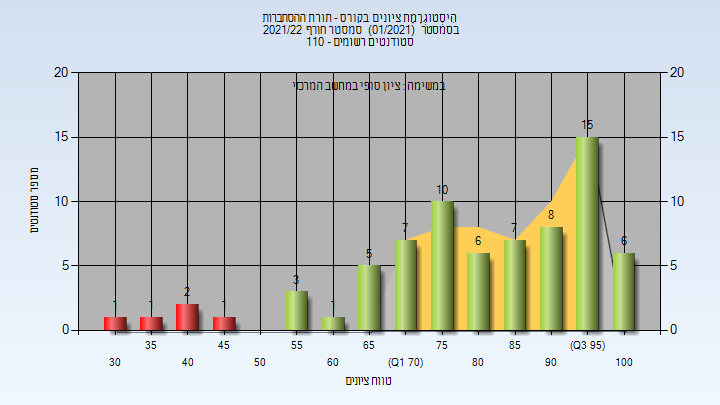 היסטוגרמת ציונים בקורס - תורת ההסתברות
בסמסטר (01/2021) סמסטר חורף 2021/22
סטודנטים רשומים - 110
במשימה : ציון סופי במחשב המרכזי
20 20
15 15
10 10
5 5
0 0
מספר סטודנטים
1 1 2 1 3 1 5 7 10 6 7 8 15 6
35 45 55 65 75 85 (Q3 95)
30 40 50 60 (Q1 70) 80 90 100
טווח ציונים